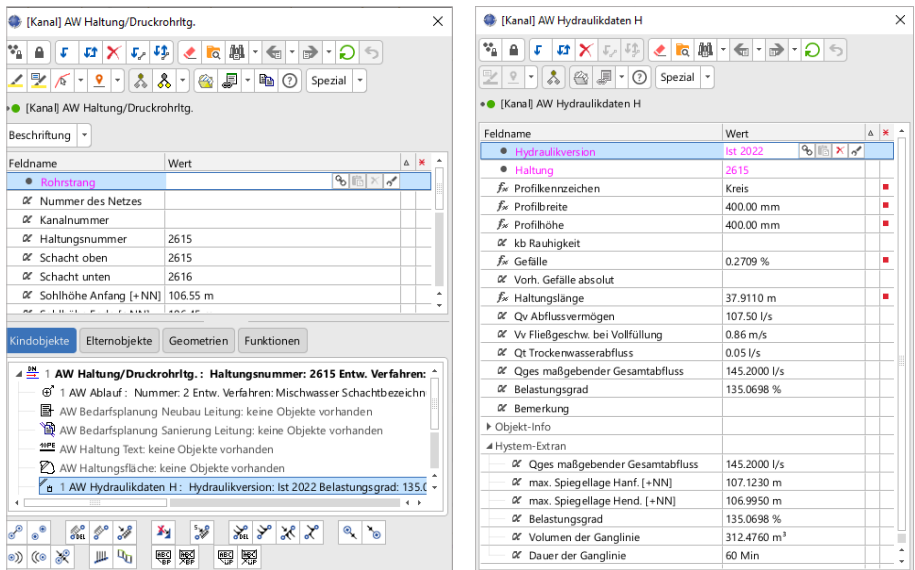 [Kanal] AW Haltung/Druckrohrltg.
Spezial
[Kanal] AW Haltung/Druckrohrltg.
Beschriftung
Feldname Wert
Rohrstrang
Nummer des Netzes
Kanalnummer
Haltungsnummer 2615
Schacht oben 2615
Schacht unten 2616
Sohlhöhe Anfang [+NN] 106.55 m
Kindobjekte Elternobjekte Geometrien Funktionen
1 AW Haltung/Druckrohrltg. : Haltungsnummer: 2615 Entw. Verfahren:
1 AW Ablauf : Nummer: 2 Entw. Verfahren: Mischwasser Schachtbezeichn
AW Bedarfsplanung Neubau Leitung: keine Objekte vorhanden
AW Bedarfsplanung Sanierung Leitung: keine Objekte vorhanden
AW Haltung Text: keine Objekte vorhanden
AW Haltungsfläche: keine Objekte vorhanden
1 AW Hydraulikdaten H : Hydraulikversion: Ist 2022 Belastungsgrad: 135.0
[Kanal] AW Hydraulikdaten H
Spezial
[Kanal] AW Hydraulikdaten H
Feldname Wert
Hydraulikversion Ist 2022
Haltung 2615
Profilkennzeichen Kreis
Profilbreite 400.00 mm
Profilhöhe 400.00 mm
kb Rauhigkeit
Gefälle 0.2709 %
Vorh. Gefälle absolut
Haltungslänge 37.9110 m
Qv Abflussvermögen 107.50 l/s
Vv Fließgeschw. bei Vollfüllung 0.86 m/s
Qt Trockenwasserabfluss 0.05 l/s
Qges maßgebender Gesamtabfluss 145.2000 l/s
Belastungsgrad 135.0698 %
Bemerkung
Objekt-Info
Hystem-Extran
Qges maßgebender Gesamtabfluss 145.2000 l/s
max. Spiegellage Hanf. [+NN] 107.1230 m
max. Spiegellage Hend. [+NN] 106.9950 m
Belastungsgrad 135.0698 %
Volumen der Ganglinie 312.4760 m³
Dauer der Ganglinie 60 Min